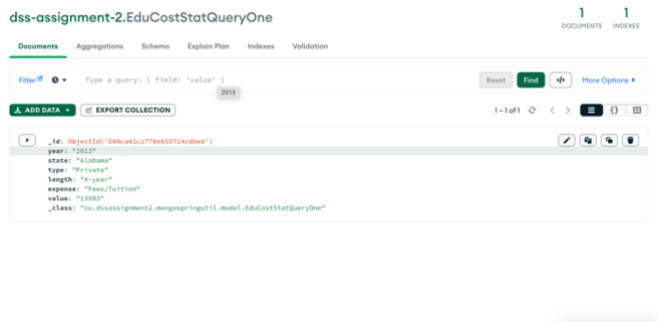 dss-assignment-2.EduCostStatQueryOne
1 1
DOCUMENTS INDEXES
Documents Aggregations Schema Explain Plan Indexes Validation
Filter Type a query: { field: 'value' } Reset Find </> More Options
2013
ADD DATA EXPORT COLLECTION 1-1 of 1 {}
_id: ObjectId('640ca41c1778e855714cdbe8')
year: "2013"
state: "Alabama"
type: "Private"
length: "4-year"
expense: "Fees/Tuition"
value: "13983"
_class: "cu.dssassignment2.mongospringutil.model.EduCostStatQueryOne"